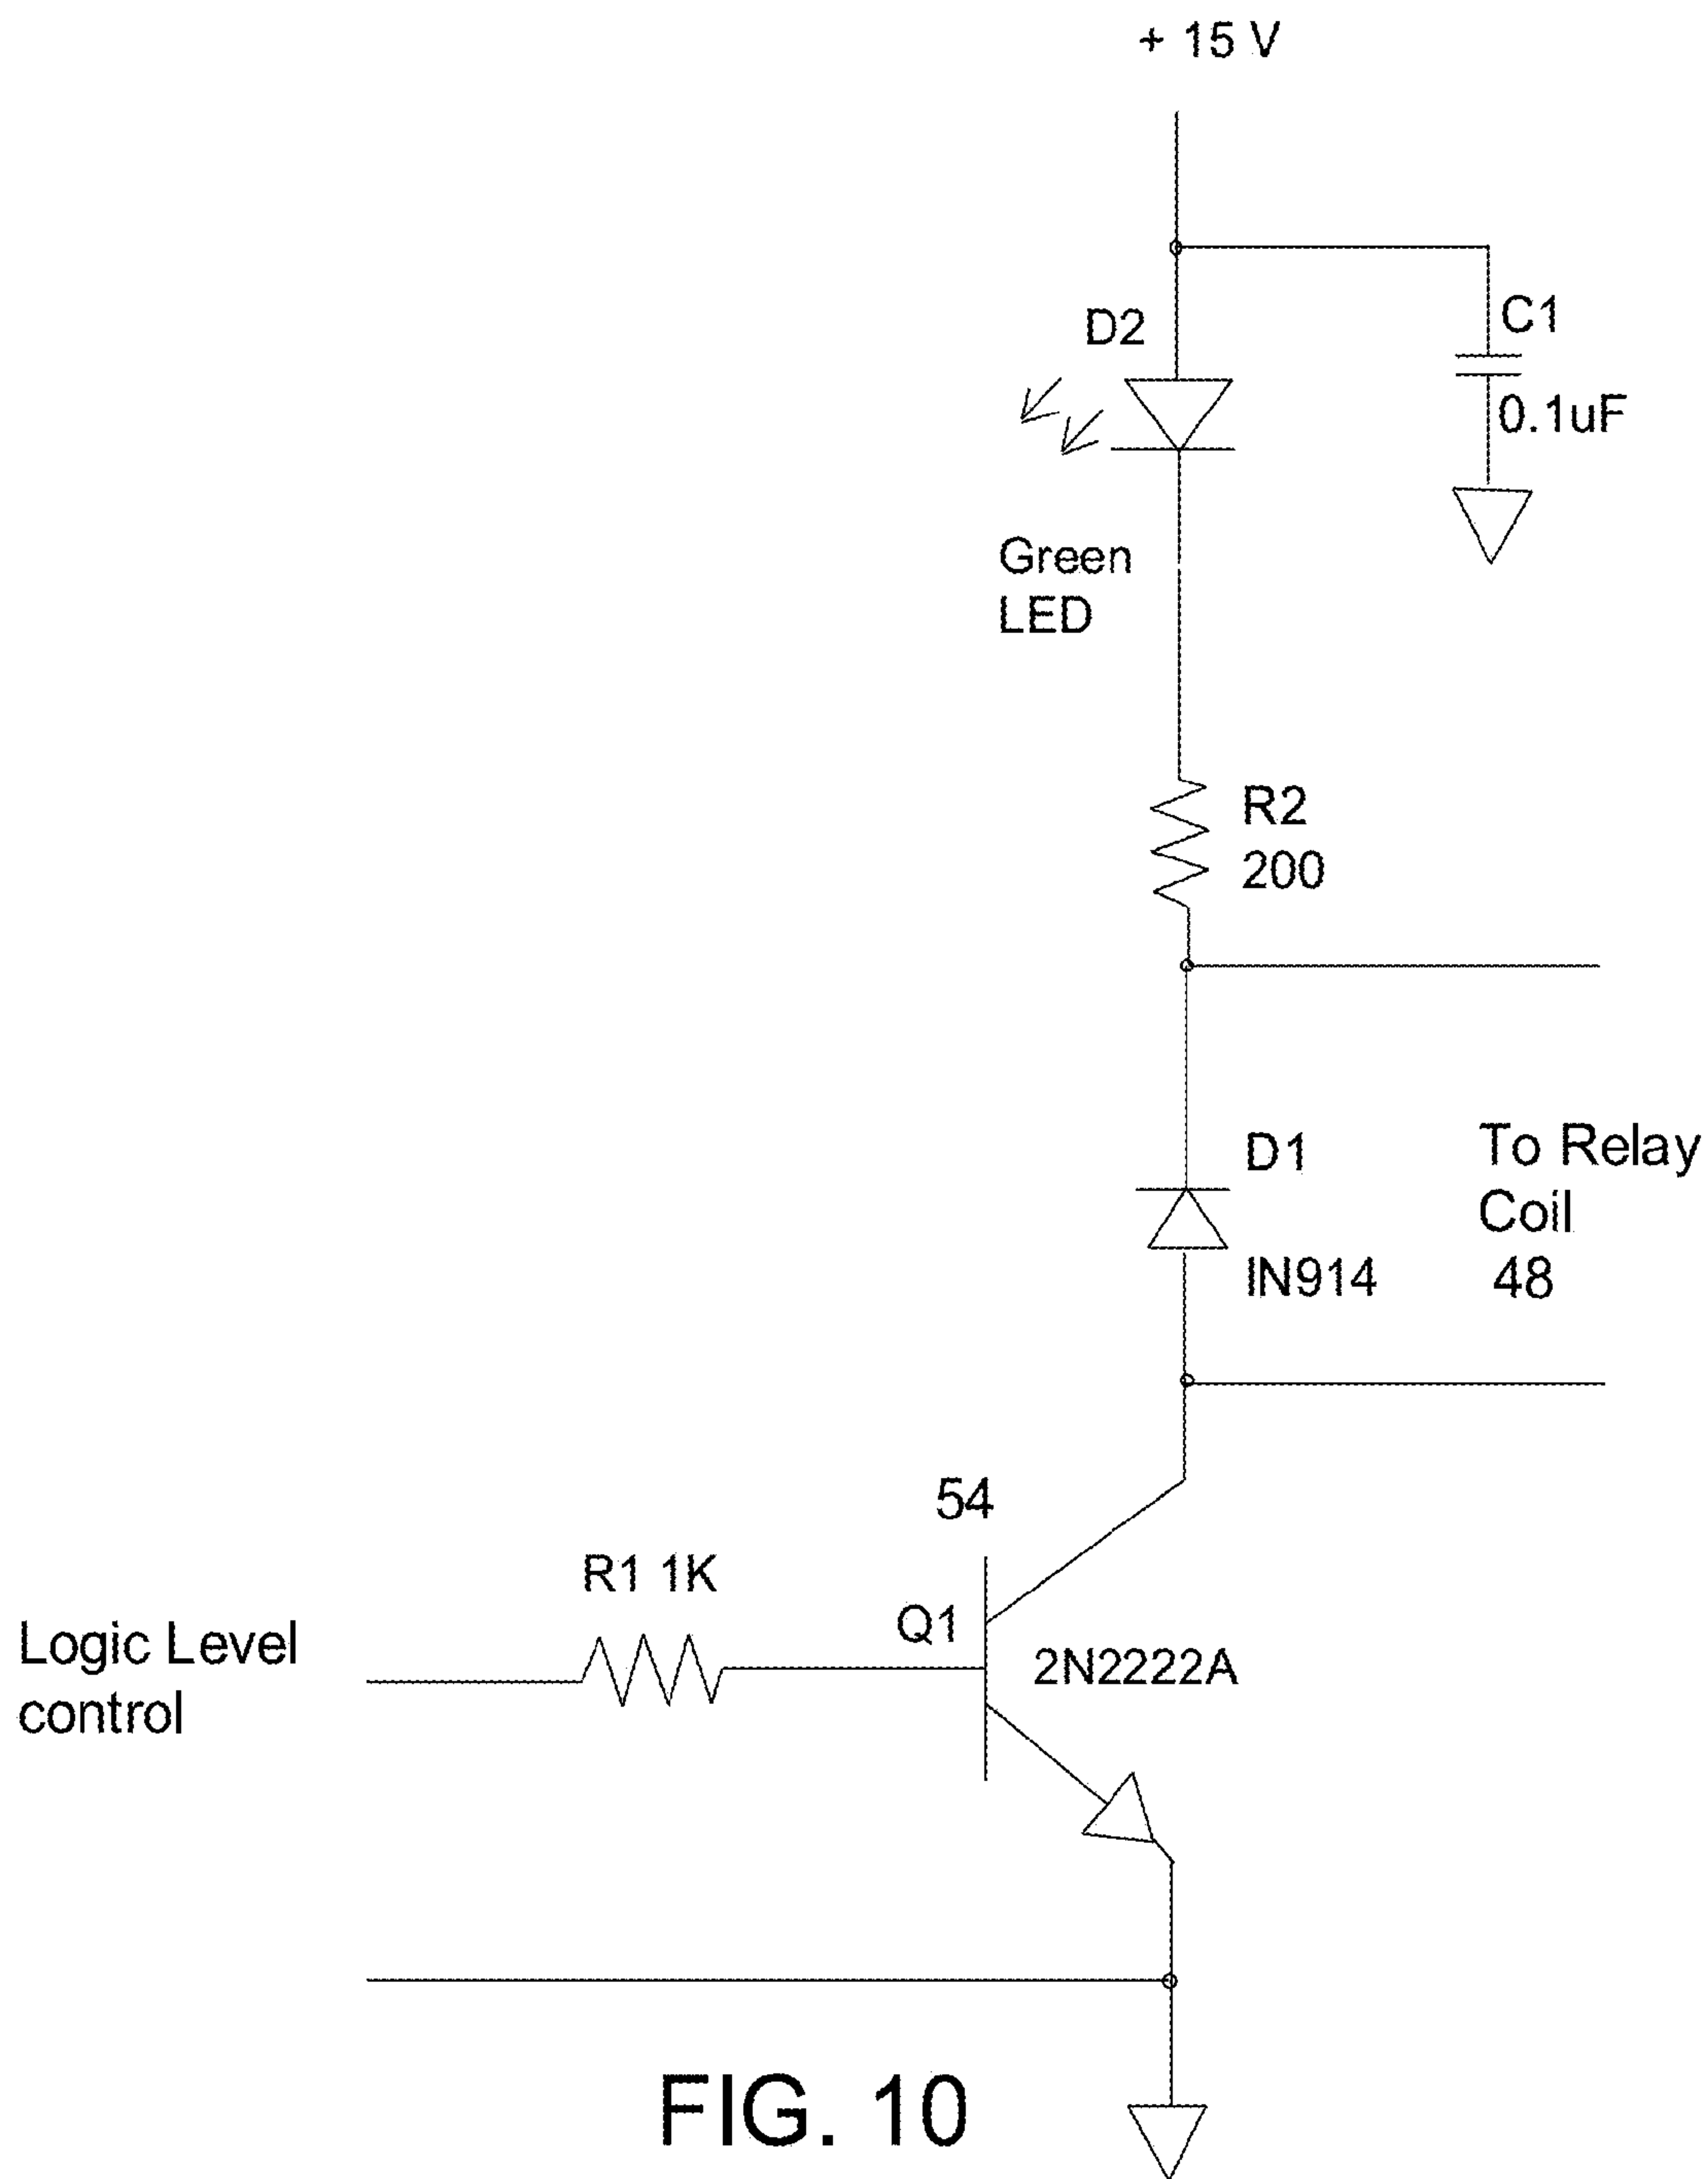 + 15 V
D2
C1
0.1uF
Green
LED
R2
200
D1
IN914
To Relay
Coil
48
54
R1 1K
Q1
2N2222A
Logic Level
control
FIG. 10